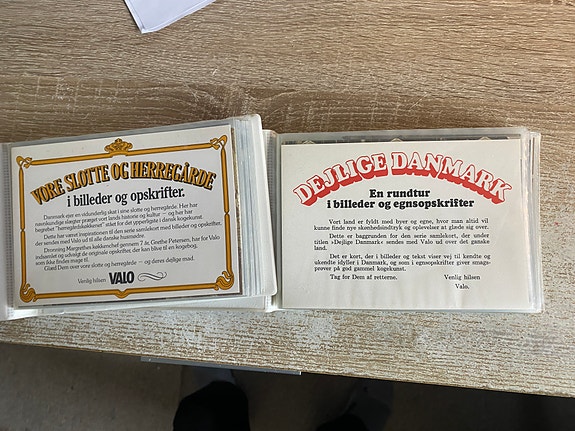 VORE SLOTTE OG HERREGÅRDE
i billeder og opskrifter.
Danmark ejer en vidunderlig skat i sine slotte og herregårde. Her har
navnkundige slægter præget vort lands historie og kultur – og her har
begrebet "herregårdskøkkenet" stået for det ypperligste i dansk kogekunst.
Dette har været inspirationen til den serie samlekort med opskrifter,
der sendes med Valo ud til alle danske husmødre.
Dronning Margrethes køkkenchef gennem 7 år, Grethe Petersen, har for Valo
indsamlet og udvalgt de originale opskrifter, der kan blive til en kogebog,
som ikke findes mage til.
Glæd Dem over vore slotte og herregårde – og deres dalige mad.
Venlig hilsen VALO
DEJLIGE DANMARK
En rundtur
i billeder og egnsopskrifter
Vort land er fyldt med byer og egne, hvor man altid vil
kunne finde nye skønhedsindtryk og oplevelser at glæde sig over.
Dette er baggrunden for den serie samlekort, der under
titlen »Dejlige Danmark« sendes med Valo ud over det ganske
land.
Det er kort, der i billeder og tekst viser vej til kendte og
ukendte idyller i Danmark, og som i egnsopskrifter giver smags-
prøver på god gammel kogekunst.
Tag for Dem af retterne.
Venlig hilsen
Valo.